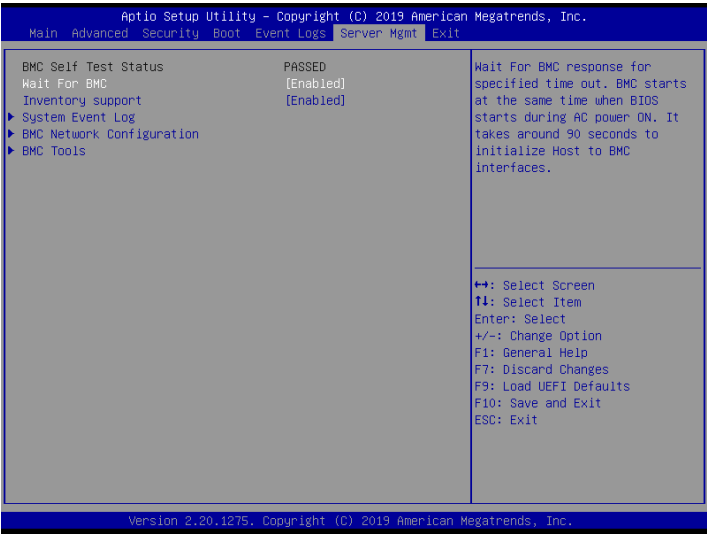 Aptio Setup Utility – Copyright (C) 2019 American Megatrends, Inc.
Main Advanced Security Boot Event Logs Server Mgmt Exit
BMC Self Test Status PASSED
Wait For BMC [Enabled]
Inventory support [Enabled]
System Event Log
BMC Network Configuration
BMC Tools
Wait For BMC response for
specified time out. BMC starts
at the same time when BIOS
starts during AC power ON. It
takes around 90 seconds to
initialize Host to BMC
interfaces.
↔: Select Screen
↑↓: Select Item
Enter: Select
+/-: Change Option
F1: General Help
F7: Discard Changes
F9: Load UEFI Defaults
F10: Save and Exit
ESC: Exit
Version 2.20.1275. Copyright (C) 2019 American Megatrends, Inc.